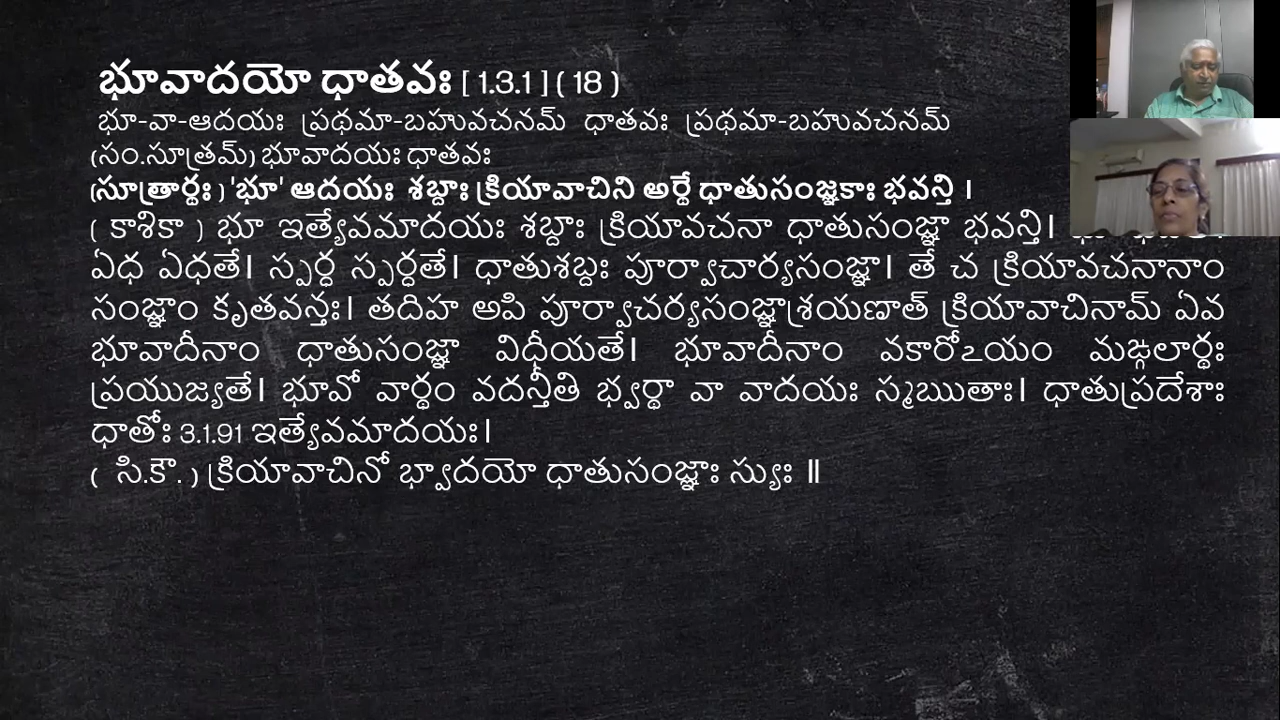 భూవాదయో ధాతవః [ 1.3.1 ] ( 18 )
భూ-వా-ఆదయః ప్రథమా-బహువచనమ్ ధాతవః ప్రథమా-బహువచనమ్
(సం.సూత్రమ్) భూవాదయః ధాతవః
(సూత్రార్థః ) 'భూ' ఆదయః శబ్దాః క్రియావాచిని అర్థే ధాతుసంజ్ఞకాః భవన్తి ।
( కాశికా ) భూ ఇత్యేవమాదయః శబ్దాః క్రియావచనా ధాతుసంజ్ఞా భవన్తి।
ఏధ ఏధతే। స్పర్ధ స్పర్ధతే। ధాతుశబ్దః పూర్వాచార్యసంజ్ఞా। తే చ క్రియావచనానాం
సంజ్ఞాం కృతవన్తః। తదిహ అపి పూర్వాచర్యసంజ్ఞాశ్రయణాత్ క్రియావాచినామ్ ఏవ
భూవాదీనాం ధాతుసంజ్ఞా విధీయతే। భూవాదీనాం వకారోఽయం మఙ్గలార్థః
ప్రయుజ్యతే। భూవో వార్థం వదన్తీతి భ్వర్థా వా వాదయః స్మఋతాః। ధాతుప్రదేశాః
ధాతోః 3.1.91 ఇత్యేవమాదయః।
( సి.కౌ. ) క్రియావాచినో భ్వాదయో ధాతుసంజ్ఞాః స్యుః ॥